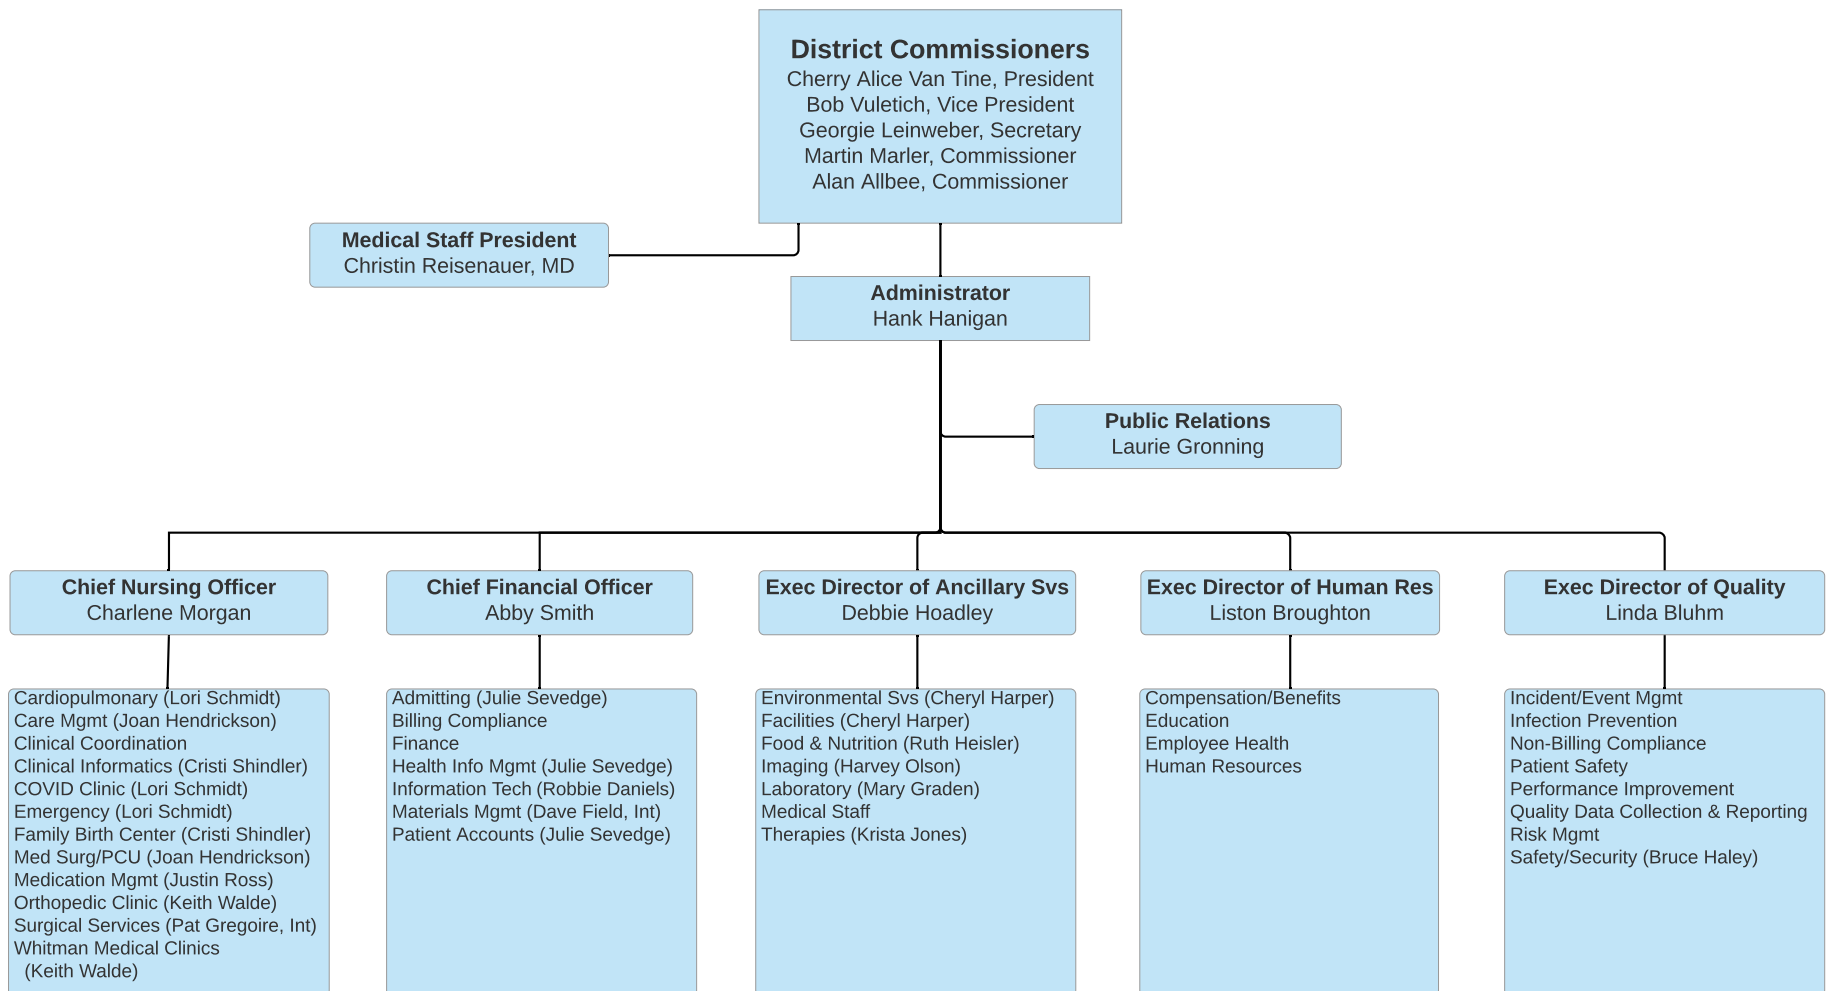 District Commissioners
Cherry Alice Van Tine, President
Bob Vuletich, Vice President
Georgie Leinweber, Secretary
Martin Marler, Commissioner
Alan Allbee, Commissioner
Medical Staff President
Christin Reisenauer, MD
Administrator
Hank Hanigan
Public Relations
Laurie Gronning
Chief Nursing Officer
Charlene Morgan
Chief Financial Officer
Abby Smith
Exec Director of Ancillary Svs
Debbie Hoadley
Exec Director of Human Res
Liston Broughton
Exec Director of Quality
Linda Bluhm
Cardiopulmonary (Lori Schmidt)
Care Mgmt (Joan Hendrickson)
Clinical Coordination
Clinical Informatics (Cristi Shindler)
COVID Clinic (Lori Schmidt)
Emergency (Lori Schmidt)
Family Birth Center (Cristi Shindler)
Med Surg/PCU (Joan Hendrickson)
Medication Mgmt (Justin Ross)
Orthopedic Clinic (Keith Walde)
Surgical Services (Pat Gregoire, Int)
Whitman Medical Clinics
(Keith Walde)
Admitting (Julie Sevedge)
Billing Compliance
Finance
Health Info Mgmt (Julie Sevedge)
Information Tech (Robbie Daniels)
Materials Mgmt (Dave Field, Int)
Patient Accounts (Julie Sevedge)
Environmental Svs (Cheryl Harper)
Facilities (Cheryl Harper)
Food & Nutrition (Ruth Heisler)
Imaging (Harvey Olson)
Laboratory (Mary Graden)
Medical Staff
Therapies (Krista Jones)
Compensation/Benefits
Education
Employee Health
Human Resources
Incident/Event Mgmt
Infection Prevention
Non-Billing Compliance
Patient Safety
Performance Improvement
Quality Data Collection & Reporting
Risk Mgmt
Safety/Security (Bruce Haley)